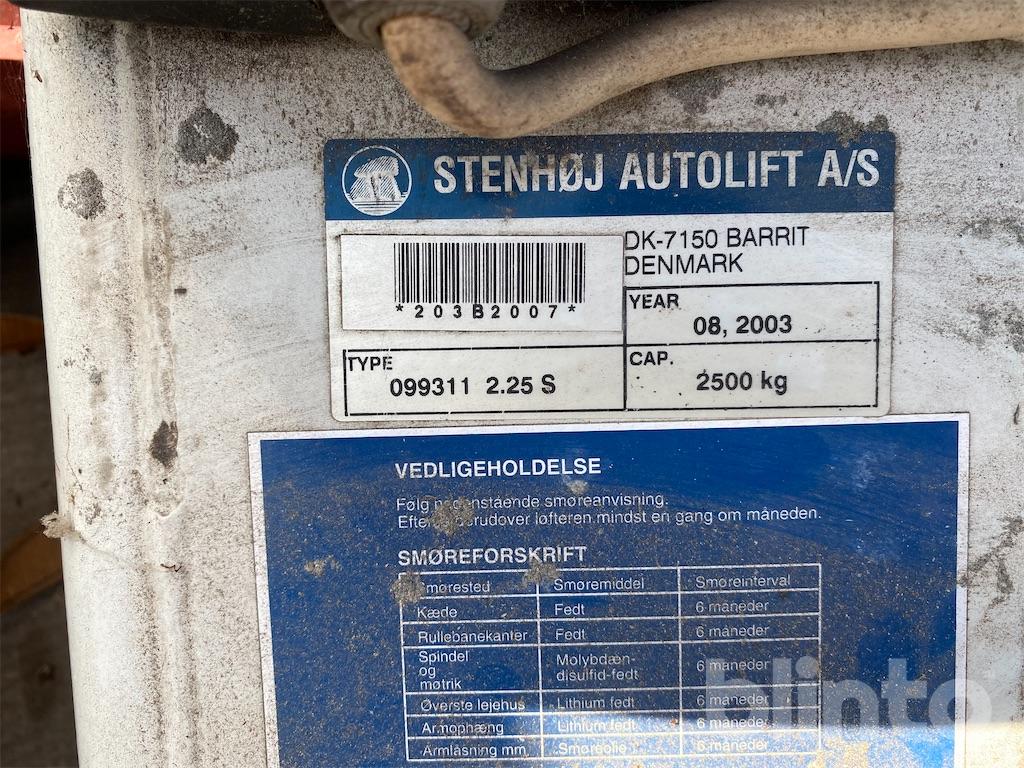 STENHØJ AUTOLIFT A/S
DK-7150 BARRIT
DENMARK
*203B2007*
YEAR
08, 2003
TYPE
099311 2.25 S
CAP.
2500 kg
VEDLIGEHOLDELSE
Følg nedenstående smøreanvisning.
løfteren mindst en gang om måneden.
SMØREFORSKRIFT
Smørested Smøremiddel Smøreinterval
Kæde Fedt 6 måneder
Rullebanekanter Fedt 6 måneder
Spindel
og
møtrik
Molybdæn-
disulfid-fedt
6 måneder
Øverste lejehus Lithium fedt 6 måneder
Armophæng Lithium fedt 6 måneder
Armlåsning mm Smøreolie 6 måneder
blinto